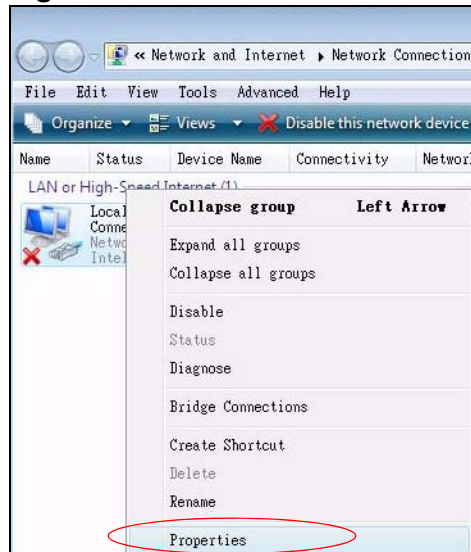 « Network and Internet ▸ Network Connection
File Edit View Tools Advanced Help
Organize Views Disable this network device
Name Status Device Name Connectivity Networ
LAN or High-Speed Internet (1)
Local
Conne
Netwo
Intel
Collapse group Left Arrow
Expand all groups
Collapse all groups
Disable
Status
Diagnose
Bridge Connections
Create Shortcut
Delete
Rename
Properties